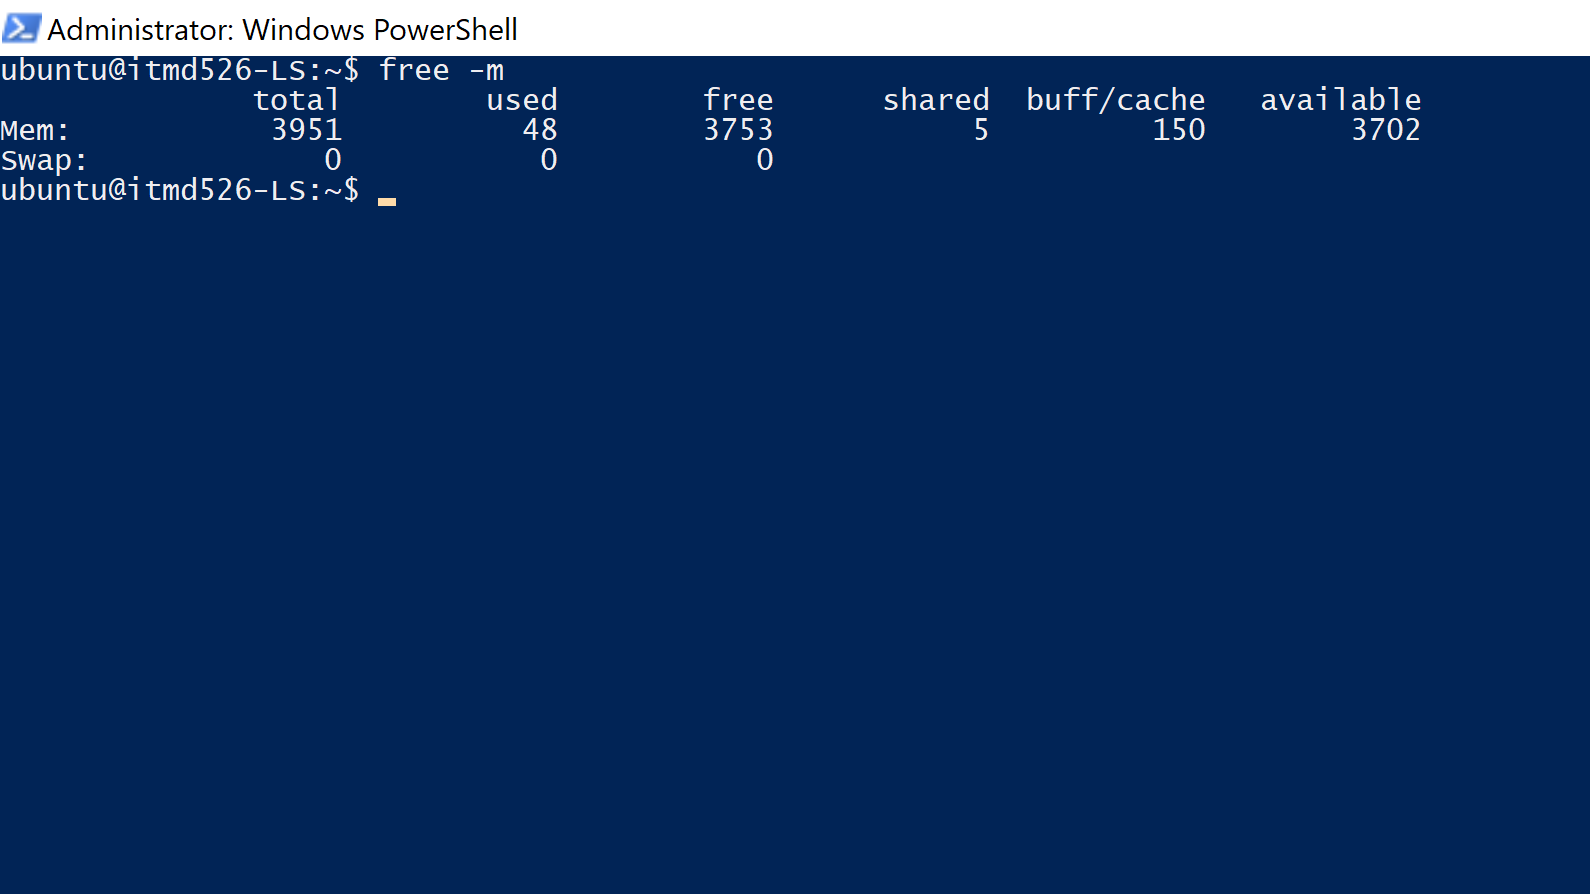 Administrator: Windows PowerShell
ubuntu@itmd526-LS:~$ free -m
              total        used        free      shared  buff/cache   available
Mem:           3951          48        3753           5         150        3702
Swap:             0           0           0
ubuntu@itmd526-LS:~$